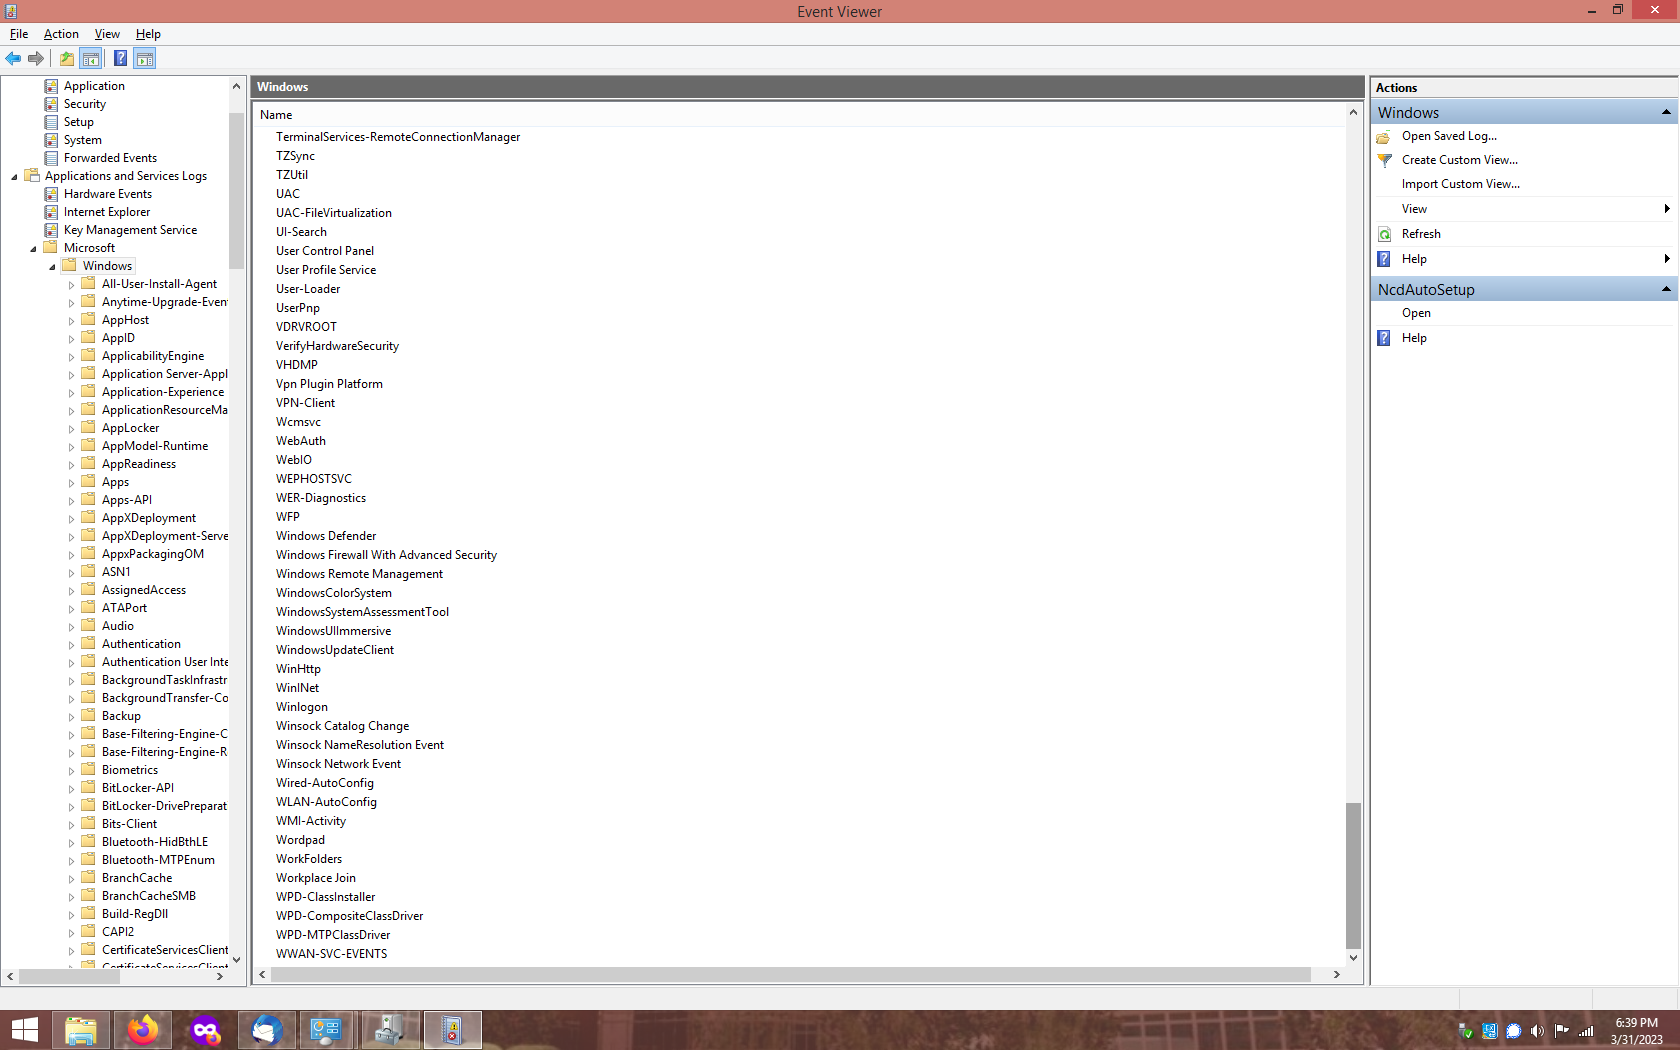 Event Viewer
File Action View Help
Application
Security
Setup
System
Forwarded Events
Applications and Services Logs
Hardware Events
Internet Explorer
Key Management Service
Microsoft
Windows
All-User-Install-Agent
Anytime-Upgrade-Even
AppHost
AppID
ApplicabilityEngine
Application Server-Appl
Application-Experience
ApplicationResourceMa
AppLocker
AppModel-Runtime
AppReadiness
Apps
Apps-API
AppXDeployment
AppXDeployment-Serve
AppxPackagingOM
ASN1
AssignedAccess
ATAPort
Audio
Authentication
Authentication User Inte
BackgroundTaskInfrastr
BackgroundTransfer-Co
Backup
Base-Filtering-Engine-C
Base-Filtering-Engine-R
Biometrics
BitLocker-API
BitLocker-DrivePreparat
Bits-Client
Bluetooth-HidBthLE
Bluetooth-MTPEnum
BranchCache
BranchCacheSMB
Build-RegDll
CAPI2
CertificateServicesClient
CertificateServicesClient
Windows
Name
TerminalServices-RemoteConnectionManager
TZSync
TZUtil
UAC
UAC-FileVirtualization
UI-Search
User Control Panel
User Profile Service
User-Loader
UserPnp
VDRVROOT
VerifyHardwareSecurity
VHDMP
Vpn Plugin Platform
VPN-Client
Wcmsvc
WebAuth
WebIO
WEPHOSTSVC
WER-Diagnostics
WFP
Windows Defender
Windows Firewall With Advanced Security
Windows Remote Management
WindowsColorSystem
WindowsSystemAssessmentTool
WindowsUIImmersive
WindowsUpdateClient
WinHttp
WinINet
Winlogon
Winsock Catalog Change
Winsock NameResolution Event
Winsock Network Event
Wired-AutoConfig
WLAN-AutoConfig
WMI-Activity
Wordpad
WorkFolders
Workplace Join
WPD-ClassInstaller
WPD-CompositeClassDriver
WPD-MTPClassDriver
WWAN-SVC-EVENTS
Actions
Windows
Open Saved Log...
Create Custom View...
Import Custom View...
View
Refresh
Help
NcdAutoSetup
Open
Help
6:39 PM
3/31/2023